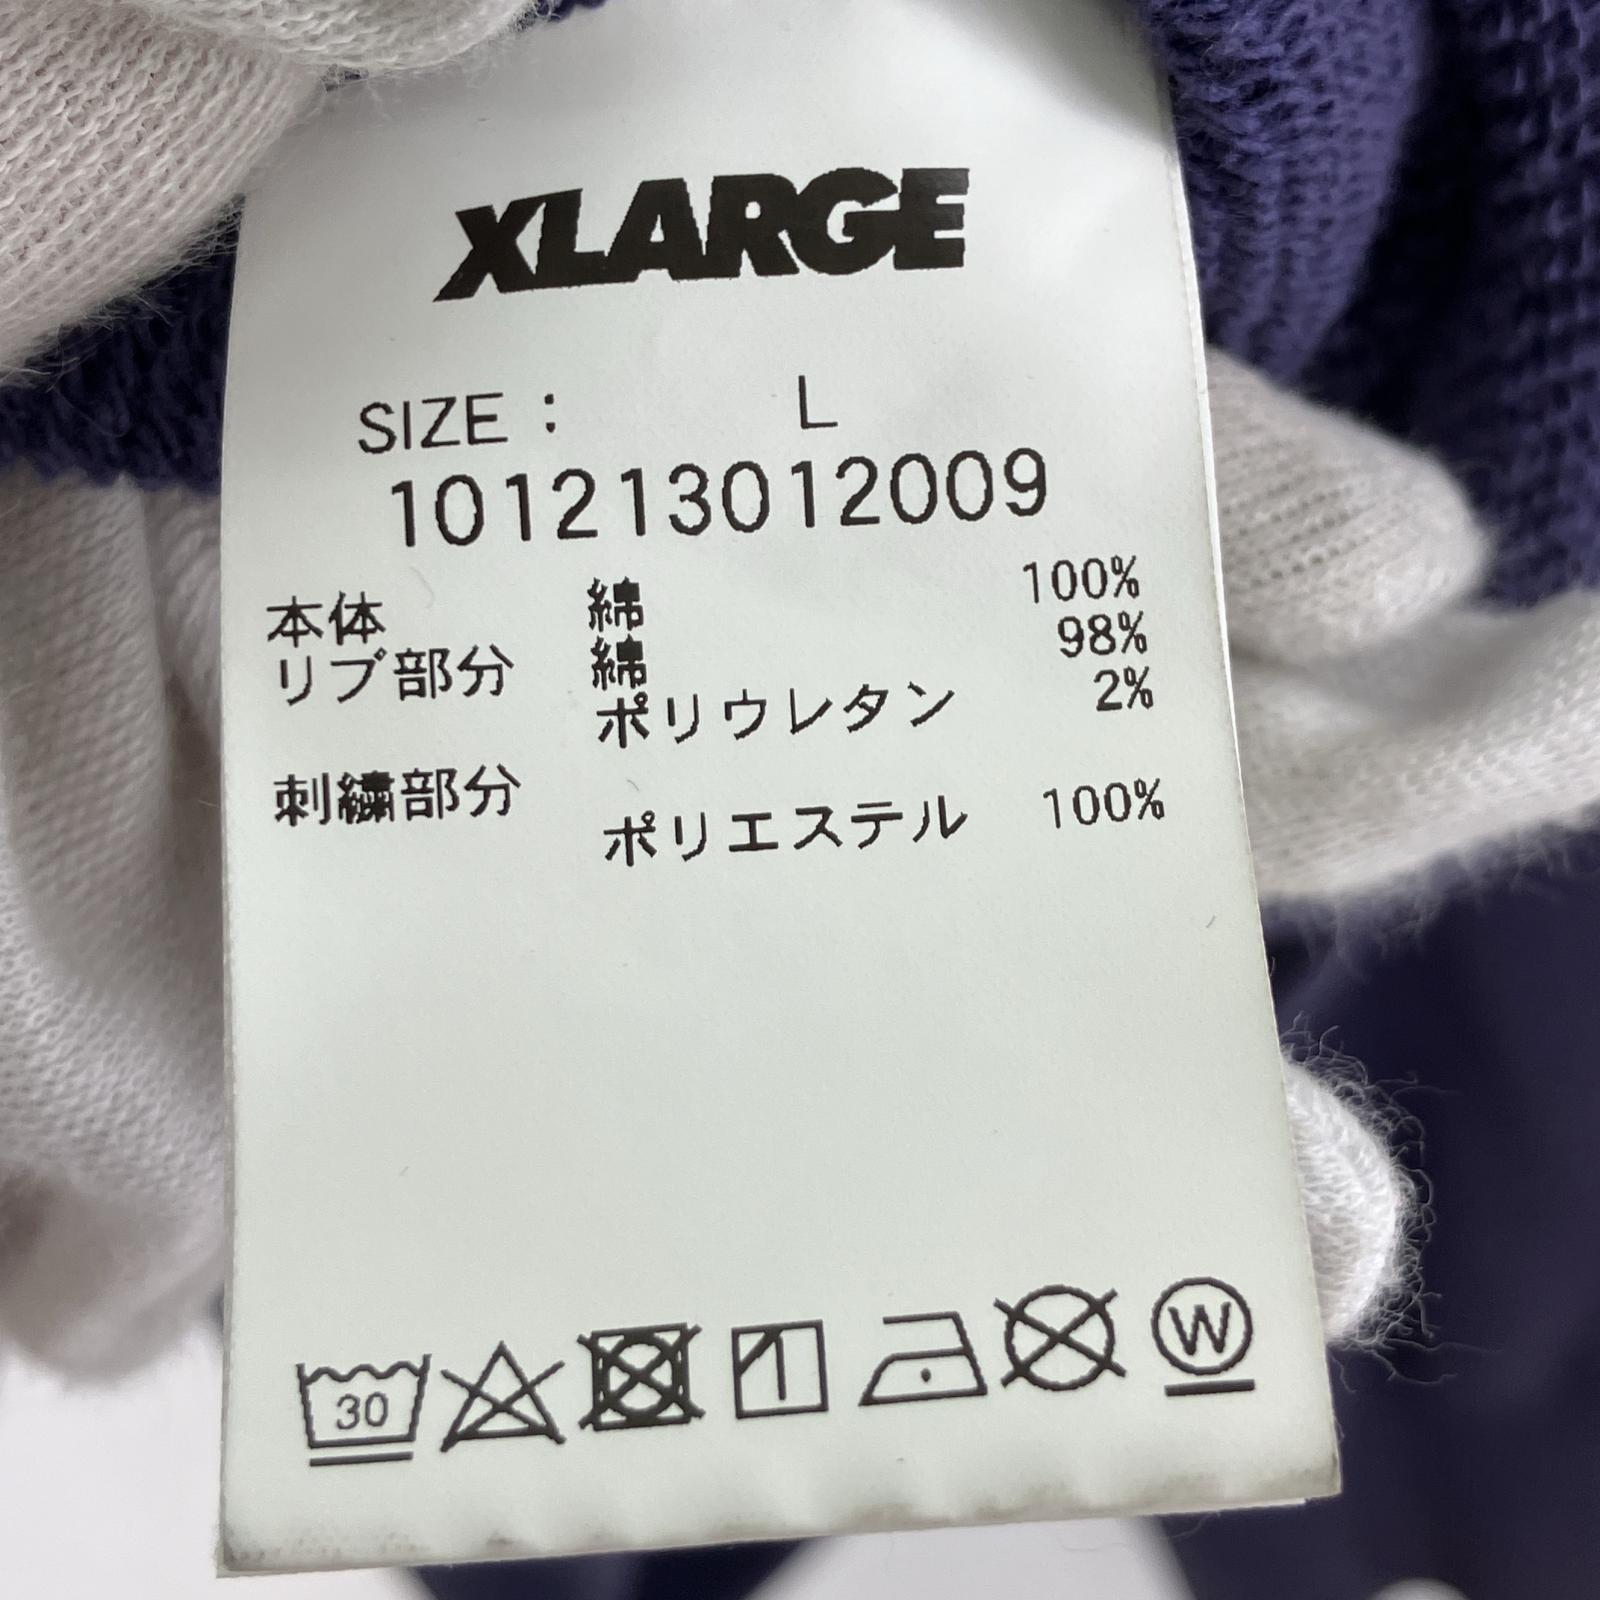 XLARGE
SIZE : L
101213012009
本体 綿 100%
リブ部分 綿 98%
ポリウレタン 2%
刺繍部分
ポリエステル 100%
30
W